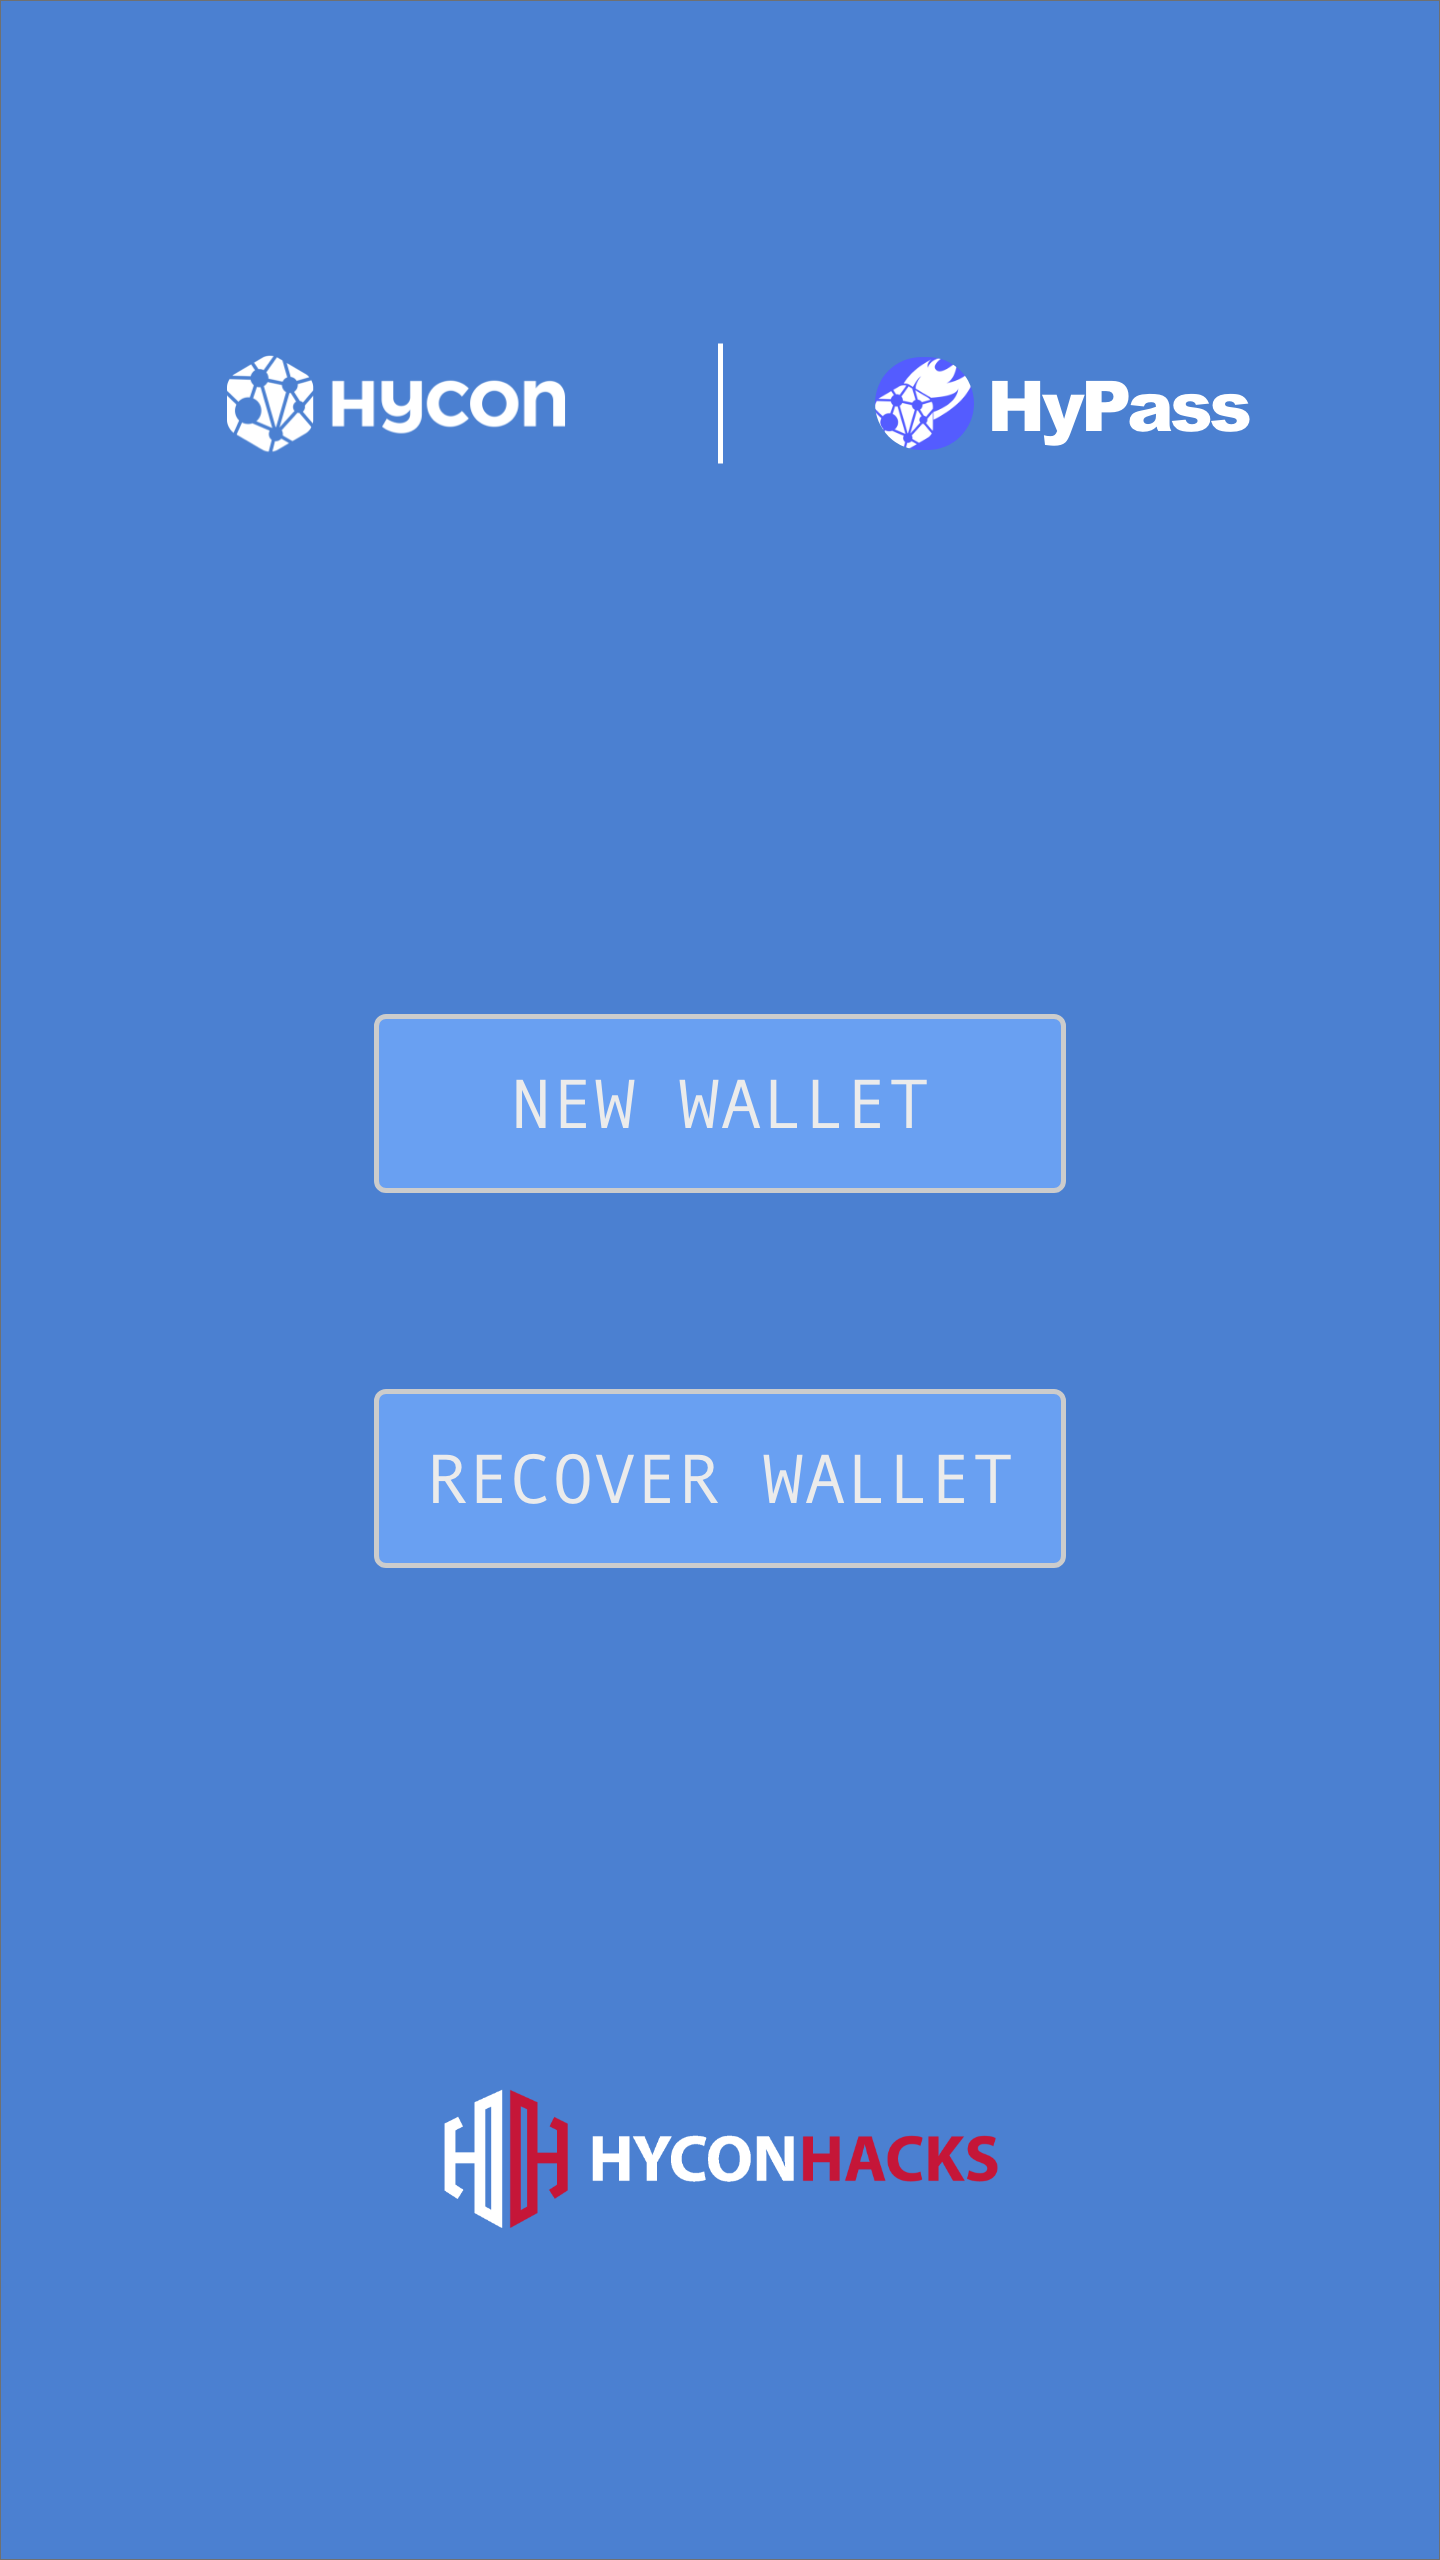 Hycon
HyPass
NEW WALLET
RECOVER WALLET
HYCONHACKS